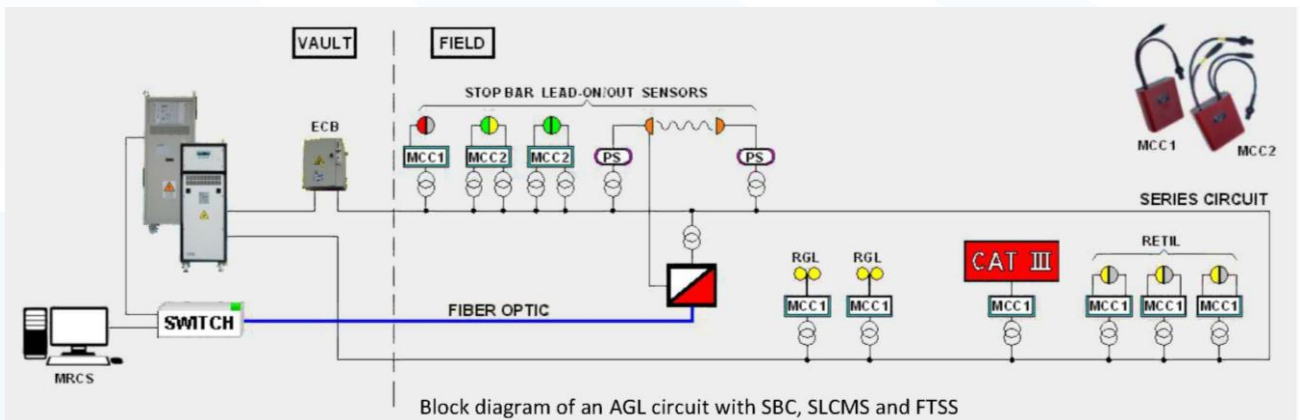 VAULT
FIELD
STOP BAR LEAD-ON/OUT SENSORS
ECB
MCC1
MCC2
MCC2
PS
PS
MCC1
MCC2
SERIES CIRCUIT
RGL
RGL
CAT III
RETIL
MCC1
MCC1
MCC1
MCC1
MCC1
MCC1
FIBER OPTIC
SWITCH
MRCS
Block diagram of an AGL circuit with SBC, SLCMS and FTSS